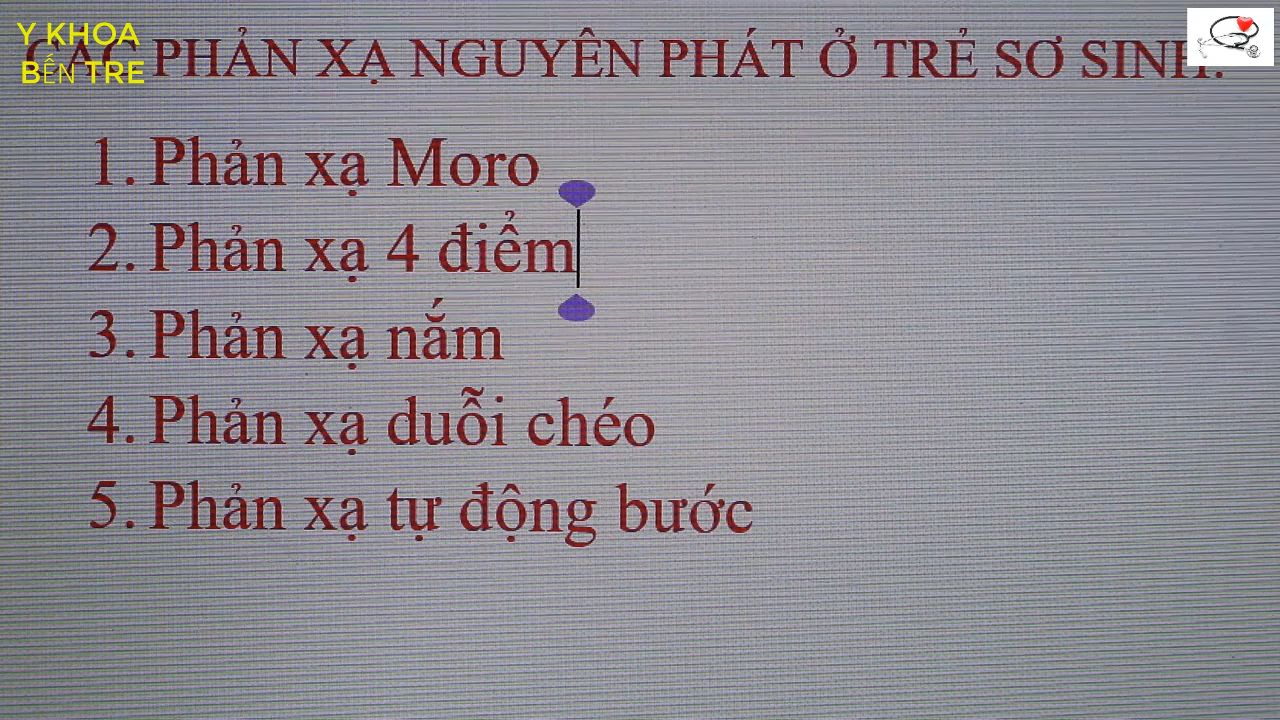 Y KHOA
BẾN TRE
CÁC PHẢN XẠ NGUYÊN PHÁT Ở TRẺ SƠ SINH:
1. Phản xạ Moro
2. Phản xạ 4 điểm
3. Phản xạ nắm
4. Phản xạ duỗi chéo
5. Phản xạ tự động bước